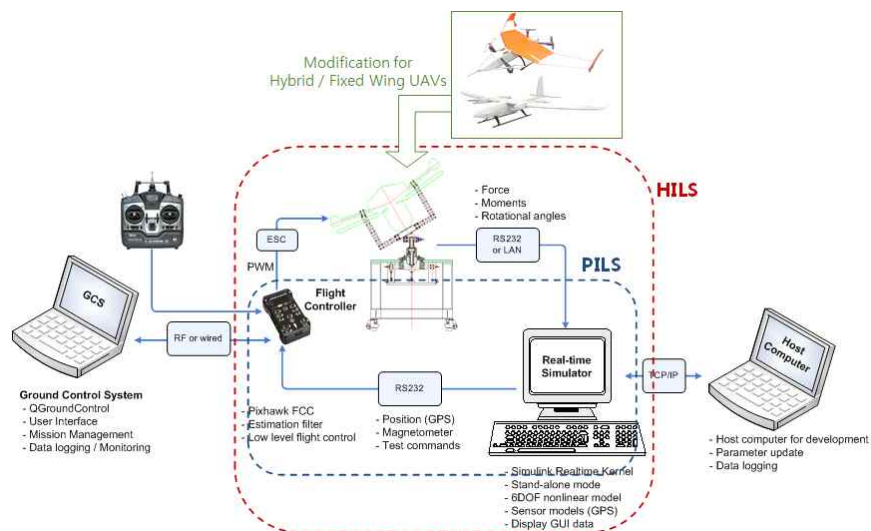 Modification for
Hybrid / Fixed Wing UAVs
HILS
- Force
- Moments
- Rotational angles
ESC
RS232
or LAN
PWM
PILS
Flight
Controller
GCS
RF or wired
Real-time
Simulator
Host
Computer
TCP/IP
RS232
Ground Control System
- QGroundControl
- User Interface
- Mission Management
- Data logging / Monitoring
- Pixhawk FCC
- Estimation filter
- Low level flight control
- Position (GPS)
- Magnetometer
- Test commands
- Host computer for development
- Parameter update
- Data logging
- Simulink Realtime Kernel
- Stand-alone mode
- 6DOF nonlinear model
- Sensor models (GPS)
- Display GUI data